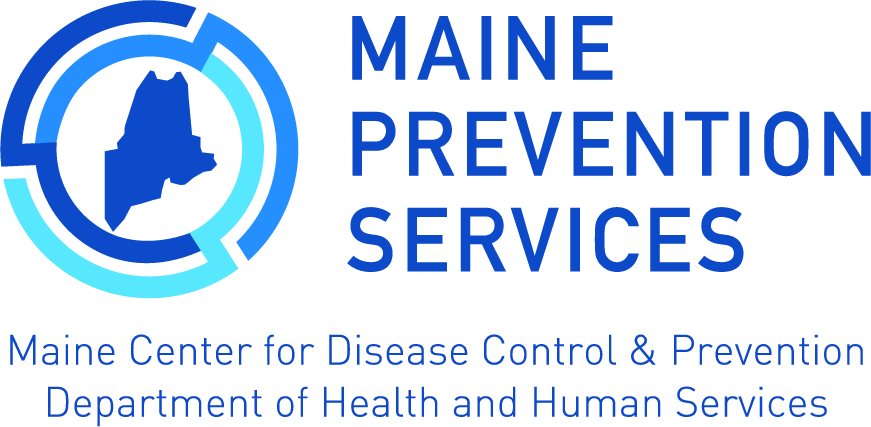 MAINE
PREVENTION
SERVICES
Maine Center for Disease Control & Prevention
Department of Health and Human Services